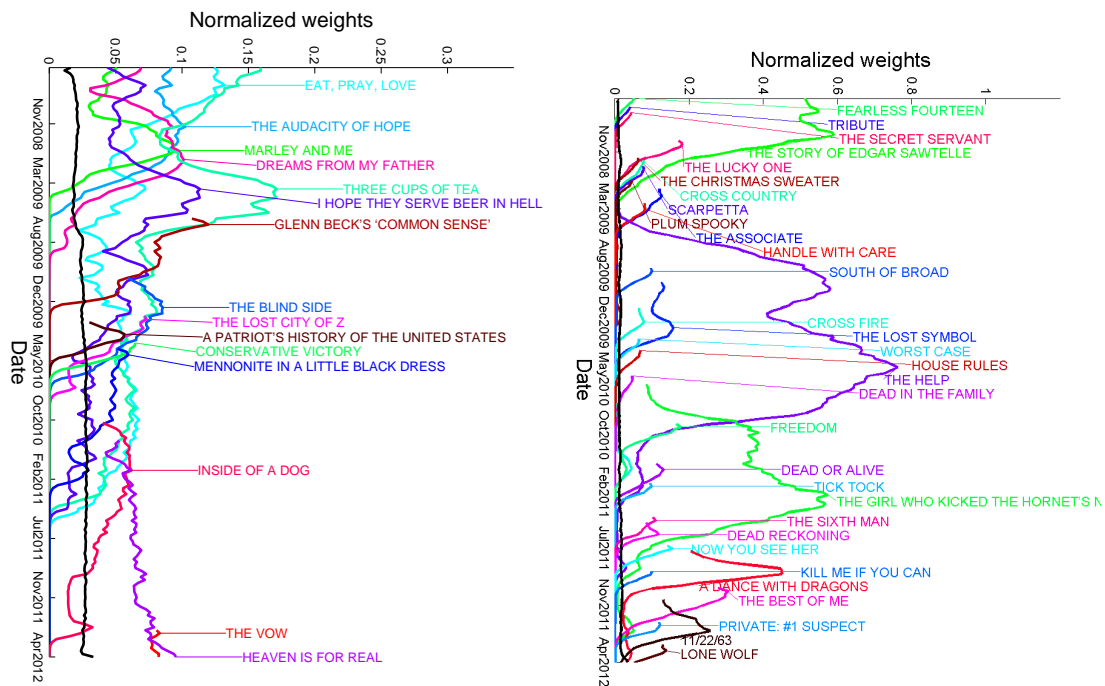 Normalized weights
0
0.05
0.1
0.15
0.2
0.25
0.3
EAT, PRAY, LOVE
THE AUDACITY OF HOPE
MARLEY AND ME
DREAMS FROM MY FATHER
THREE CUPS OF TEA
I HOPE THEY SERVE BEER IN HELL
GLENN BECK'S ‘COMMON SENSE’
THE BLIND SIDE
THE LOST CITY OF Z
A PATRIOT'S HISTORY OF THE UNITED STATES
CONSERVATIVE VICTORY
MENNONITE IN A LITTLE BLACK DRESS
INSIDE OF A DOG
THE VOW
HEAVEN IS FOR REAL
Nov2008
Mar2009
Aug2009
Dec2009
May2010
Oct2010
Feb2011
Jul2011
Nov2011
Apr2012
Date
Normalized weights
0
0.2
0.4
0.6
0.8
1
FEARLESS FOURTEEN
TRIBUTE
THE SECRET SERVANT
THE STORY OF EDGAR SAWTELLE
THE LUCKY ONE
THE CHRISTMAS SWEATER
CROSS COUNTRY
SCARPETTA
PLUM SPOOKY
THE ASSOCIATE
HANDLE WITH CARE
SOUTH OF BROAD
CROSS FIRE
THE LOST SYMBOL
WORST CASE
HOUSE RULES
THE HELP
DEAD IN THE FAMILY
FREEDOM
DEAD OR ALIVE
TICK TOCK
THE GIRL WHO KICKED THE HORNET'S N
THE SIXTH MAN
DEAD RECKONING
NOW YOU SEE HER
KILL ME IF YOU CAN
A DANCE WITH DRAGONS
THE BEST OF ME
PRIVATE: #1 SUSPECT
11/22/63
LONE WOLF
Nov2008
Mar2009
Aug2009
Dec2009
May2010
Oct2010
Feb2011
Jul2011
Nov2011
Apr2012
Date